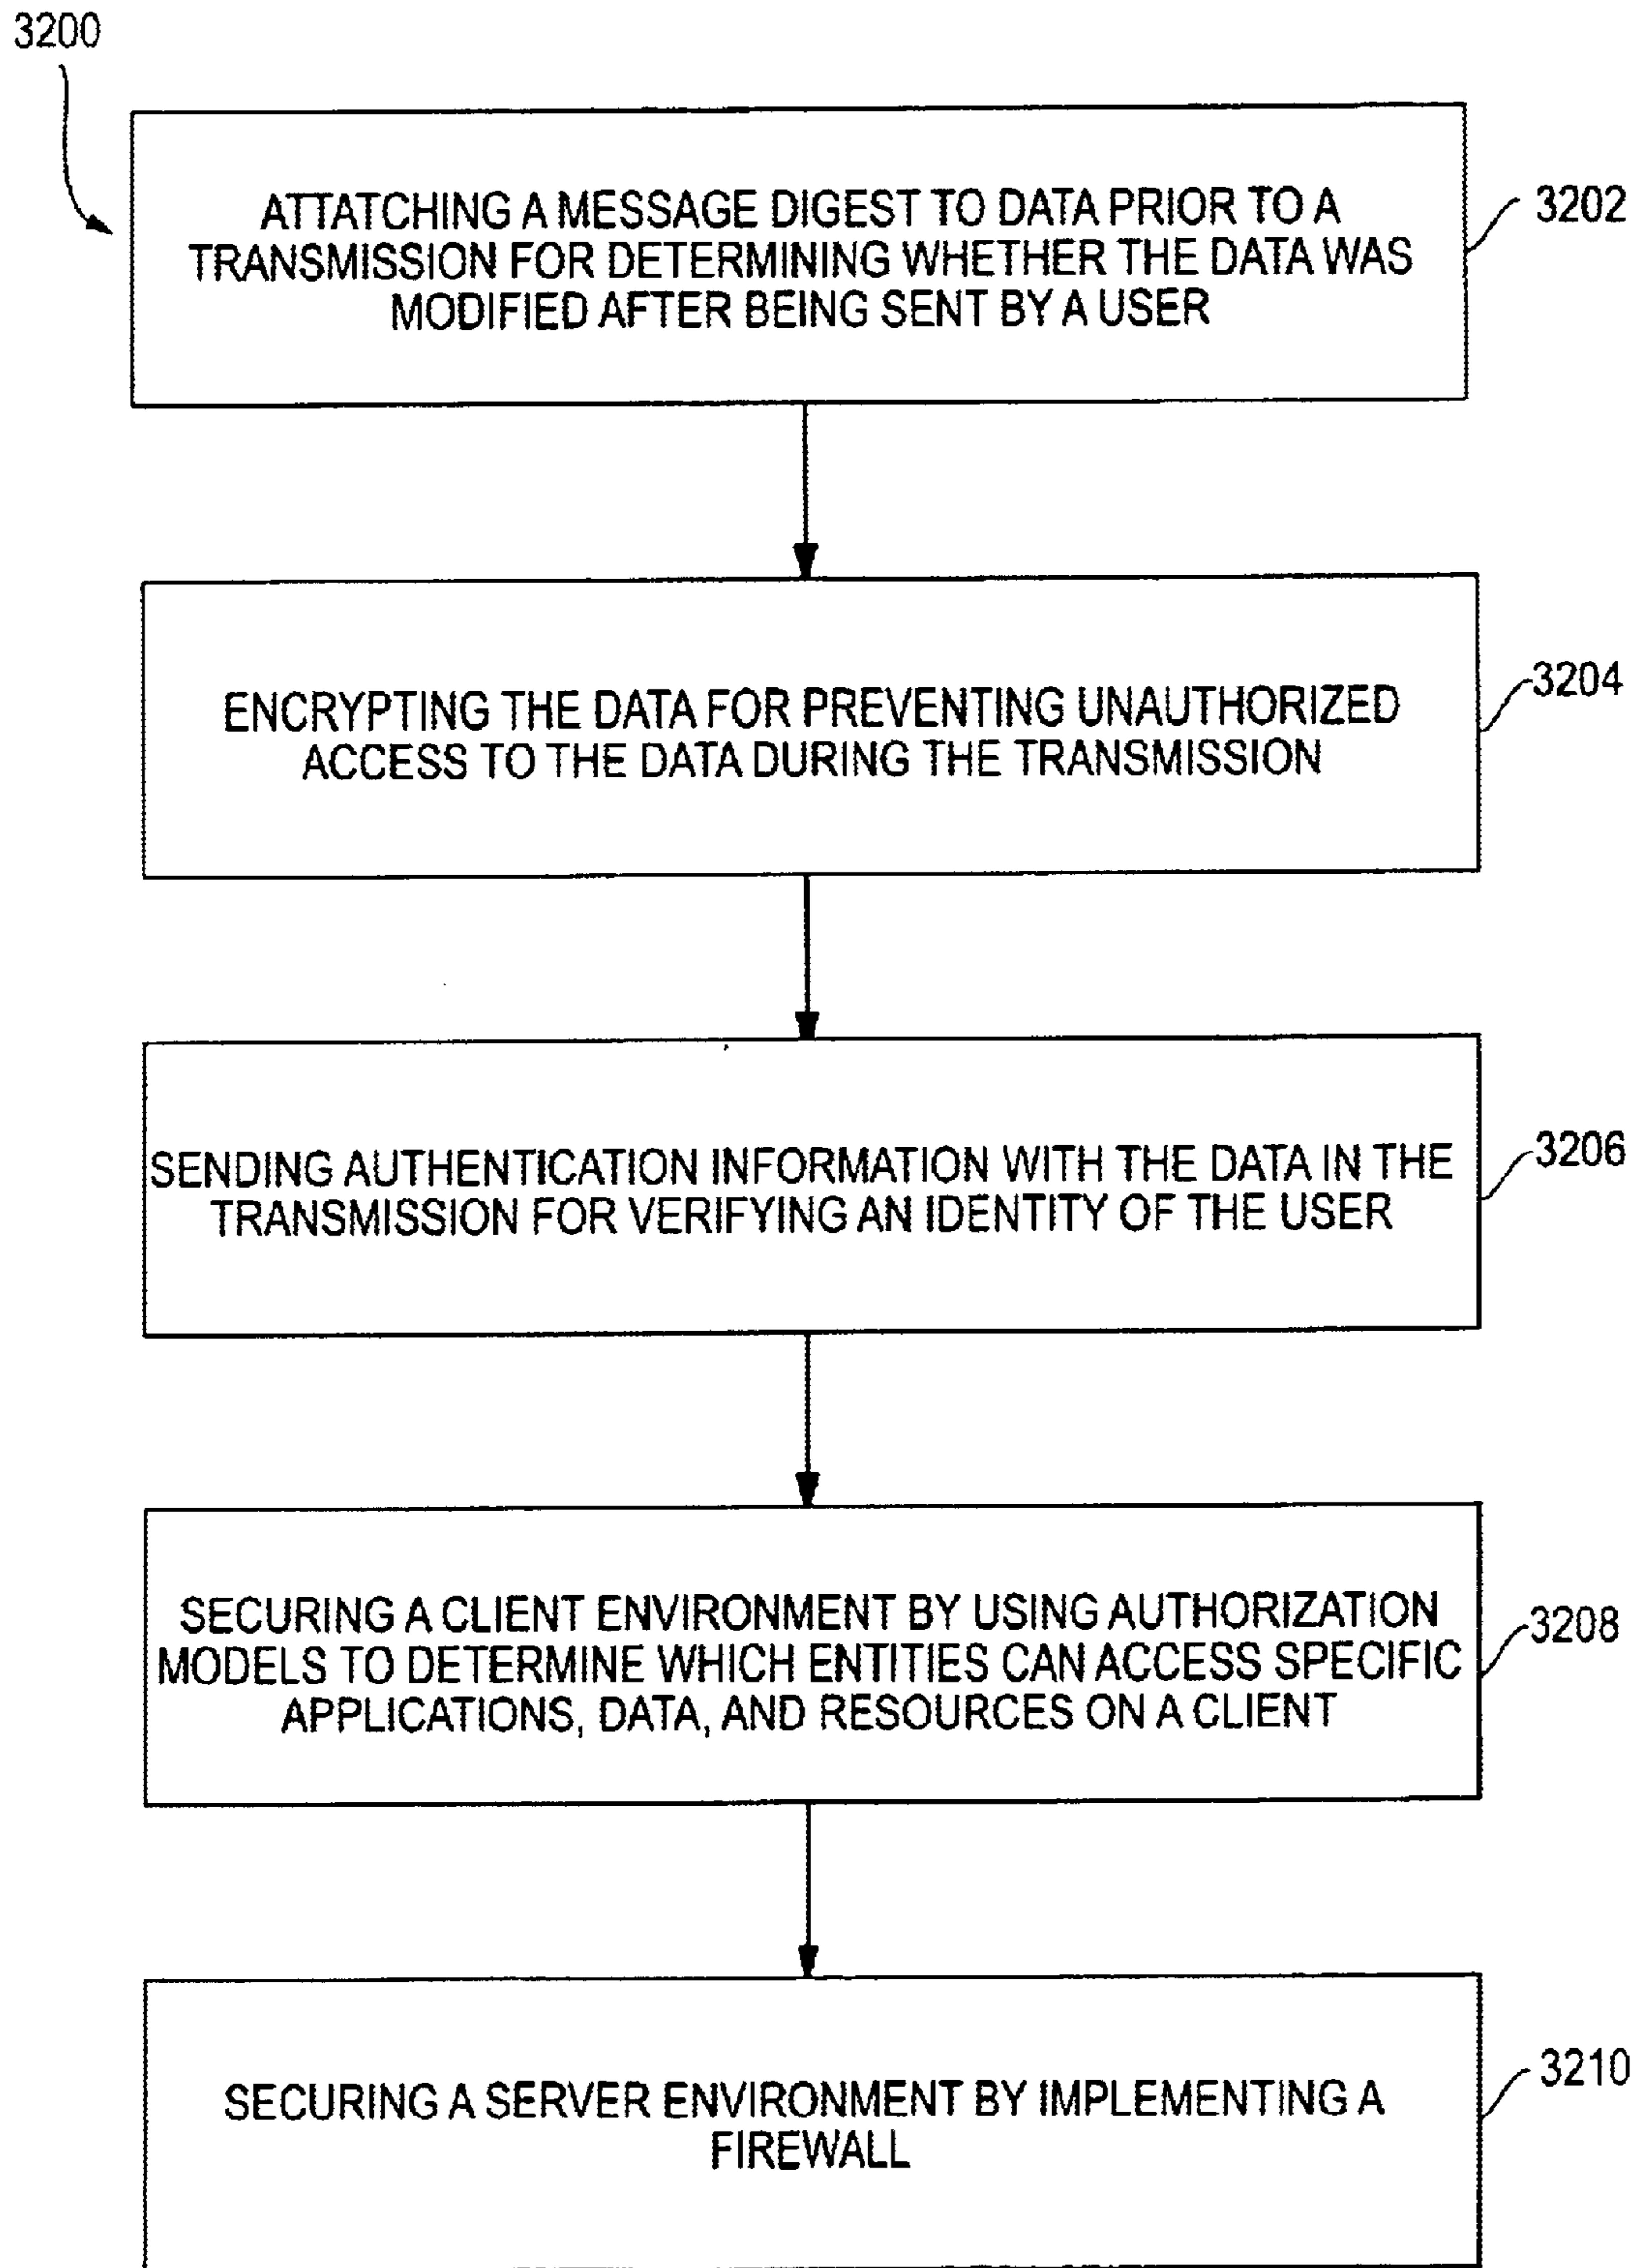 3200
ATTATCHING A MESSAGE DIGEST TO DATA PRIOR TO A
TRANSMISSION FOR DETERMINING WHETHER THE DATA WAS
MODIFIED AFTER BEING SENT BY A USER
3202
ENCRYPTING THE DATA FOR PREVENTING UNAUTHORIZED
ACCESS TO THE DATA DURING THE TRANSMISSION
3204
SENDING AUTHENTICATION INFORMATION WITH THE DATA IN THE
TRANSMISSION FOR VERIFYING AN IDENTITY OF THE USER
3206
SECURING A CLIENT ENVIRONMENT BY USING AUTHORIZATION
MODELS TO DETERMINE WHICH ENTITIES CAN ACCESS SPECIFIC
APPLICATIONS, DATA, AND RESOURCES ON A CLIENT
3208
SECURING A SERVER ENVIRONMENT BY IMPLEMENTING A
FIREWALL
3210